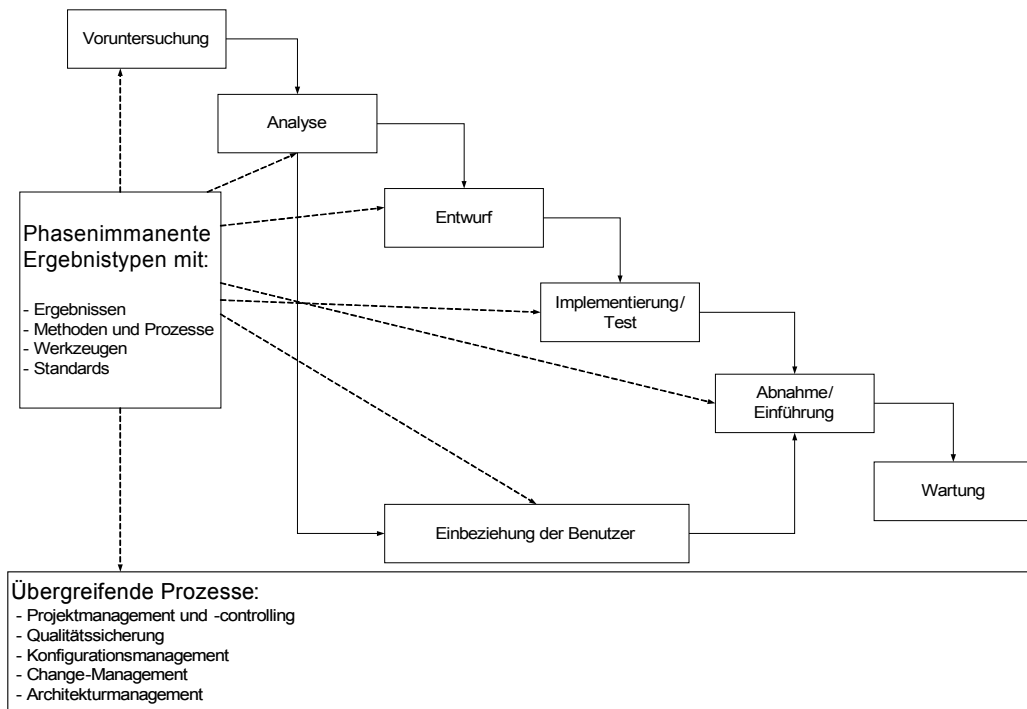 Voruntersuchung
Analyse
Phasenimmanente
Ergebnistypen mit:
- Ergebnissen
- Methoden und Prozesse
- Werkzeugen
- Standards
Entwurf
Implementierung/
Test
Abnahme/
Einführung
Wartung
Einbeziehung der Benutzer
Übergreifende Prozesse:
- Projektmanagement und -controlling
- Qualitätssicherung
- Konfigurationsmanagement
- Change-Management
- Architekturmanagement